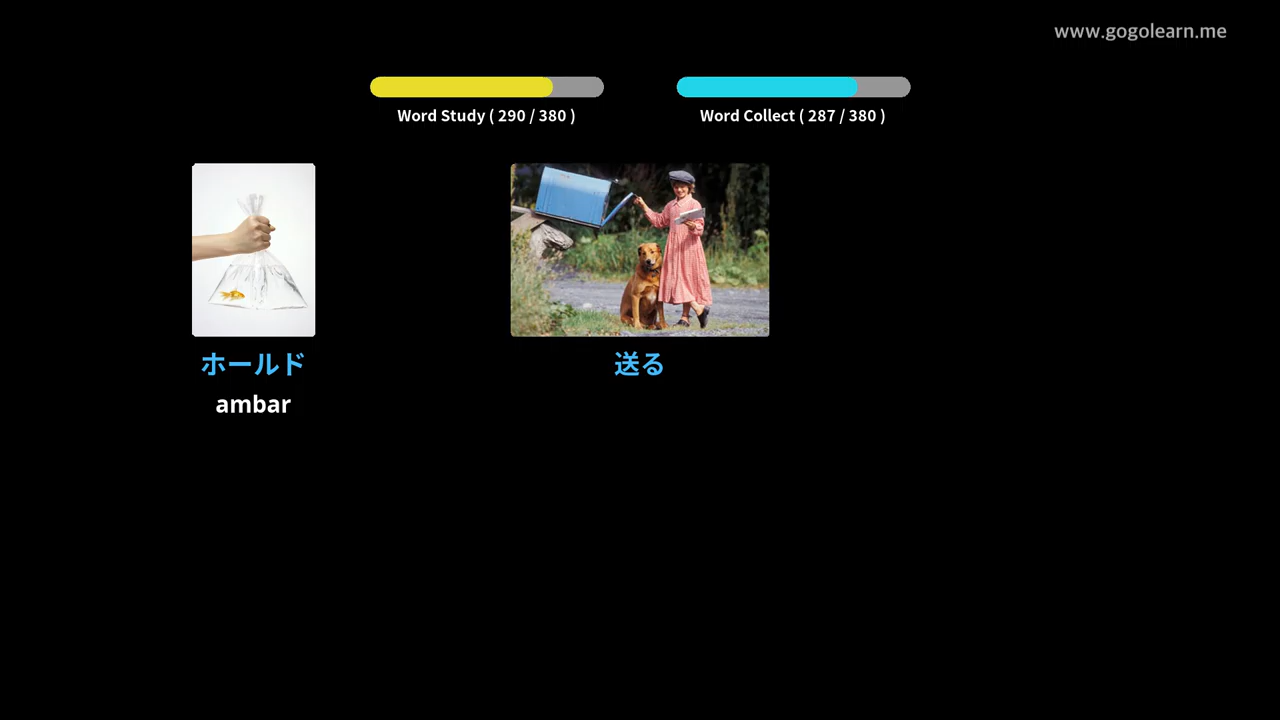 www.gogolearn.me
Word Study ( 290 / 380 )
Word Collect ( 287 / 380 )
ホールド
送る
ambar